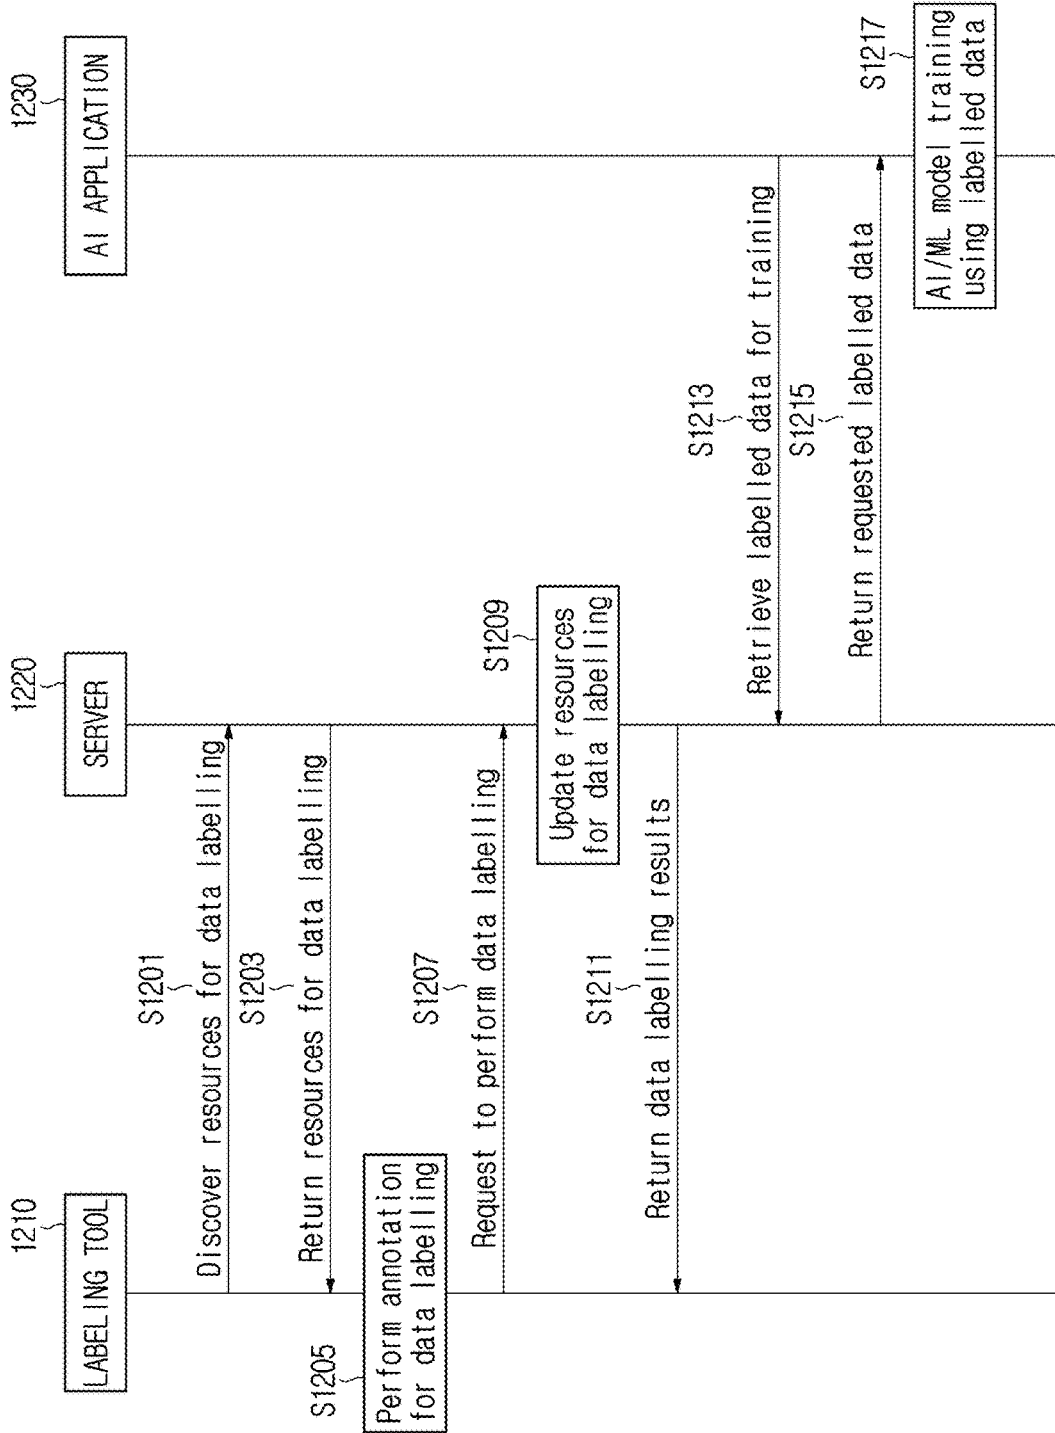 1210
LABELING TOOL
1220
SERVER
1230
AI APPLICATION
S1201
Discover resources for data labelling
S1203
Return resources for data labelling
S1205
Perform annotation
for data labelling
S1207
Request to perform data labelling
S1209
Update resources
for data labelling
S1211
Return data labelling results
S1213
Retrieve labelled data for training
S1215
Return requested labelled data
S1217
AI/ML model training
using labelled data